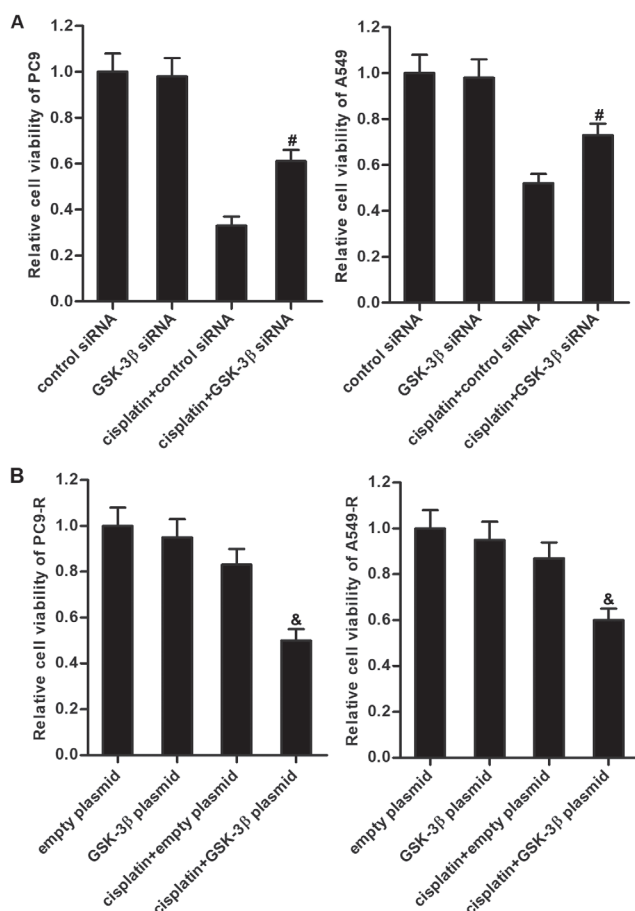 A
Relative cell viability of PC9
1.2
1.0
0.8
0.6
0.4
0.2
0.0
#
control siRNA
GSK-3β siRNA
cisplatin+control siRNA
cisplatin+GSK-3β siRNA
Relative cell viability of A549
1.2
1.0
0.8
0.6
0.4
0.2
0.0
#
control siRNA
GSK-3β siRNA
cisplatin+control siRNA
cisplatin+GSK-3β siRNA
B
Relative cell viability of PC9-R
1.2
1.0
0.8
0.6
0.4
0.2
0.0
&
empty plasmid
GSK-3β plasmid
cisplatin+empty plasmid
cisplatin+GSK-3β plasmid
Relative cell viability of A549-R
1.2
1.0
0.8
0.6
0.4
0.2
0.0
&
empty plasmid
GSK-3β plasmid
cisplatin+empty plasmid
cisplatin+GSK-3β plasmid